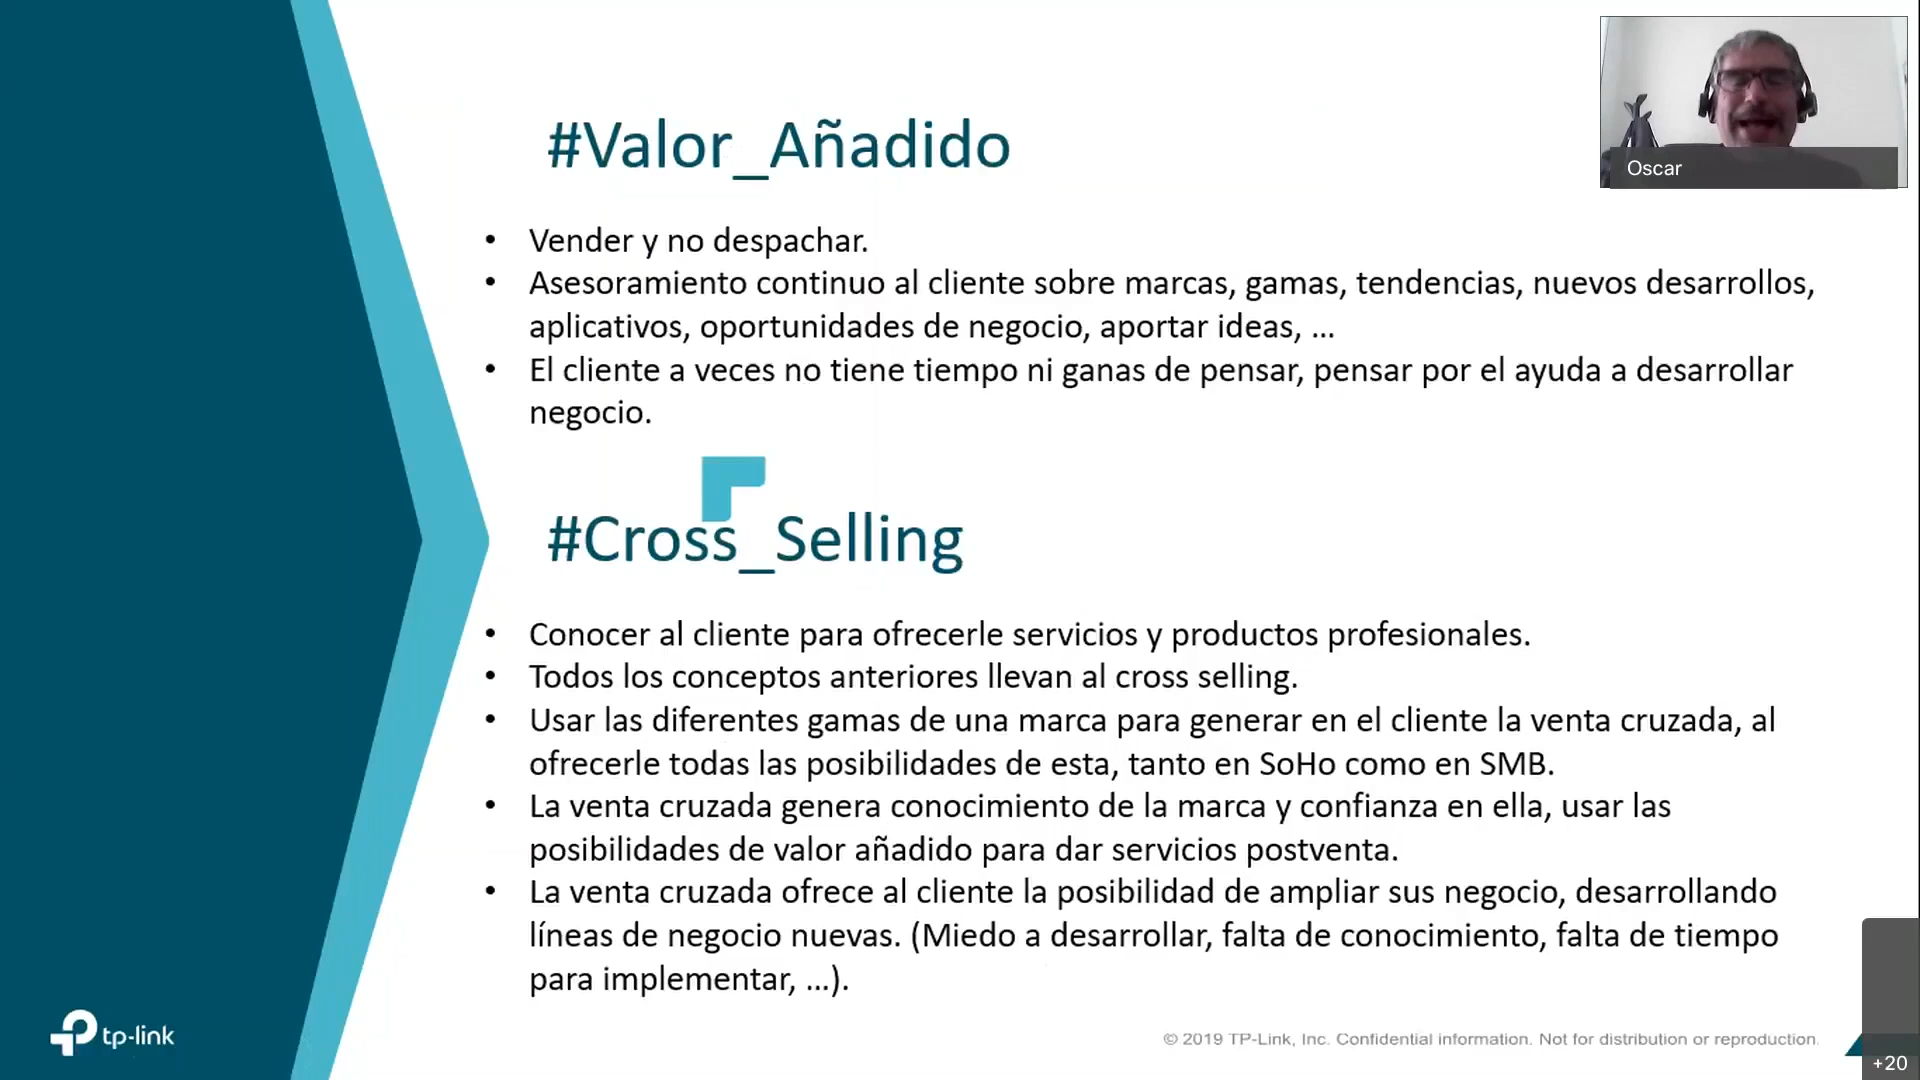 #Valor_Añadido
Oscar
• Vender y no despachar.
• Asesoramiento continuo al cliente sobre marcas, gamas, tendencias, nuevos desarrollos,
aplicativos, oportunidades de negocio, aportar ideas, ...
• El cliente a veces no tiene tiempo ni ganas de pensar, pensar por el ayuda a desarrollar
negocio.
#Cross_Selling
• Conocer al cliente para ofrecerle servicios y productos profesionales.
• Todos los conceptos anteriores llevan al cross selling.
• Usar las diferentes gamas de una marca para generar en el cliente la venta cruzada, al
ofrecerle todas las posibilidades de esta, tanto en SoHo como en SMB.
• La venta cruzada genera conocimiento de la marca y confianza en ella, usar las
posibilidades de valor añadido para dar servicios postventa.
• La venta cruzada ofrece al cliente la posibilidad de ampliar sus negocio, desarrollando
líneas de negocio nuevas. (Miedo a desarrollar, falta de conocimiento, falta de tiempo
para implementar, ...).
tp-link
© 2019 TP-Link, Inc. Confidential information. Not for distribution or reproduction.
+20